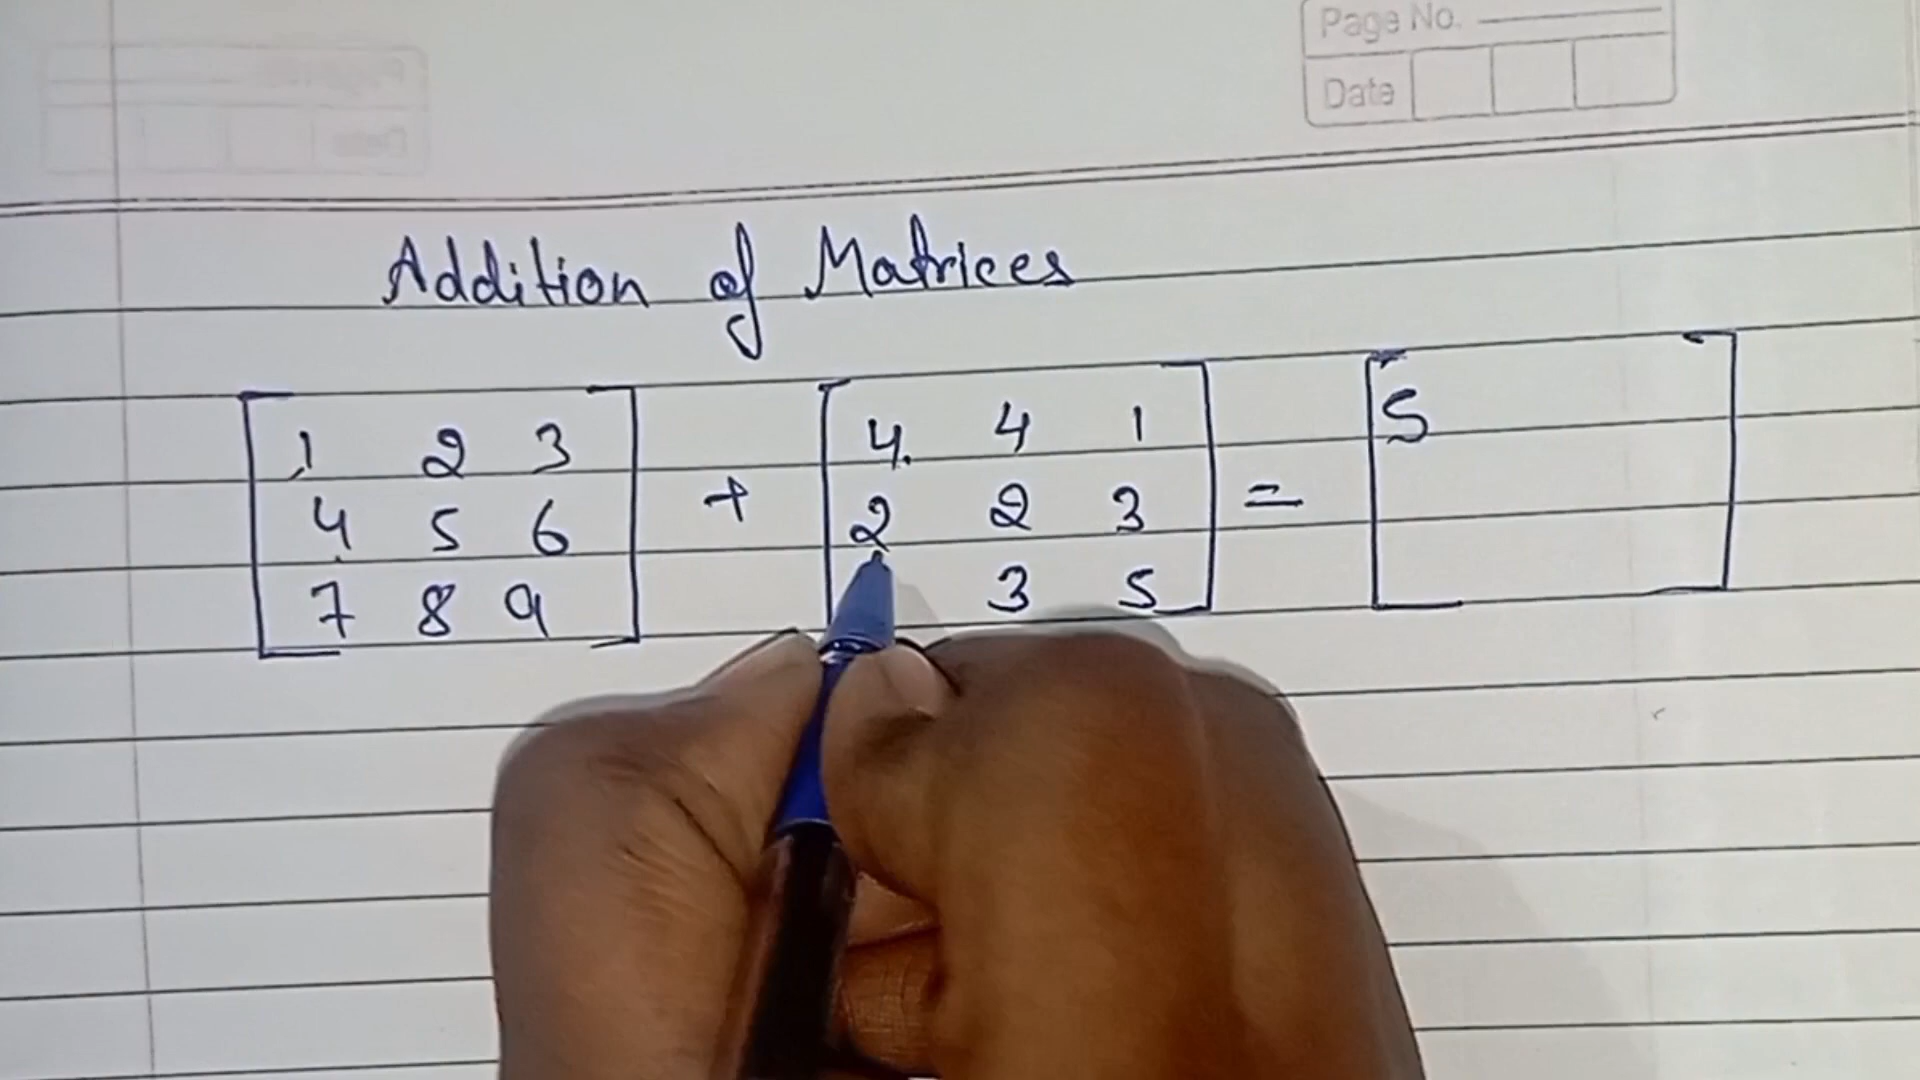 Page No.
Date
Addition of Matrices
1 2 3 4 4 1 5
4 5 6 + 2 2 3 =
7 8 9 3 5